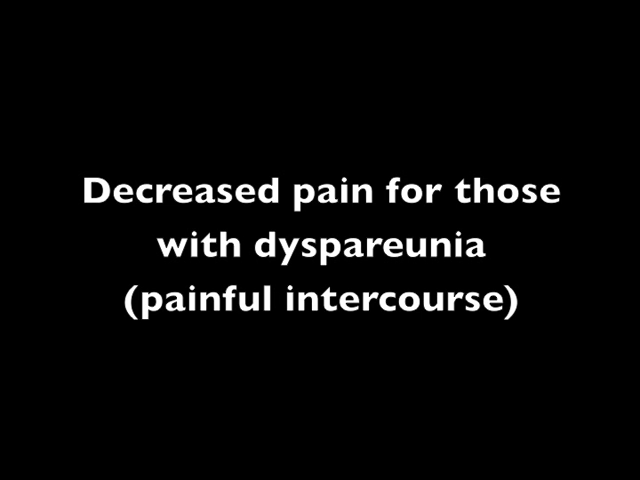 Decreased pain for those
with dyspareunia
(painful intercourse)